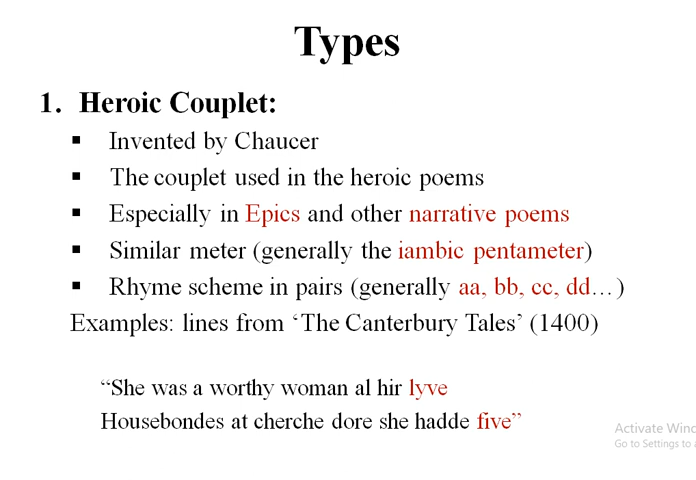 Types
1. Heroic Couplet:
▪ Invented by Chaucer
▪ The couplet used in the heroic poems
▪ Especially in Epics and other narrative poems
▪ Similar meter (generally the iambic pentameter)
▪ Rhyme scheme in pairs (generally aa, bb, cc, dd…)
Examples: lines from ‘The Canterbury Tales’ (1400)
“She was a worthy woman al hir lyve
Housebondes at cherche dore she hadde five”
Activate Winc
Go to Settings to a